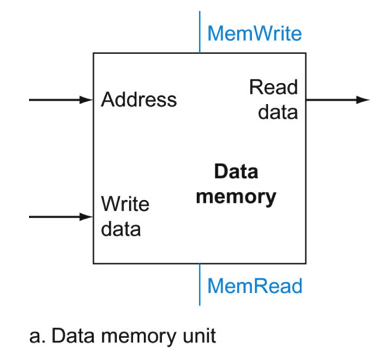 MemWrite
Address
Read
data
Data
memory
Write
data
MemRead
a. Data memory unit